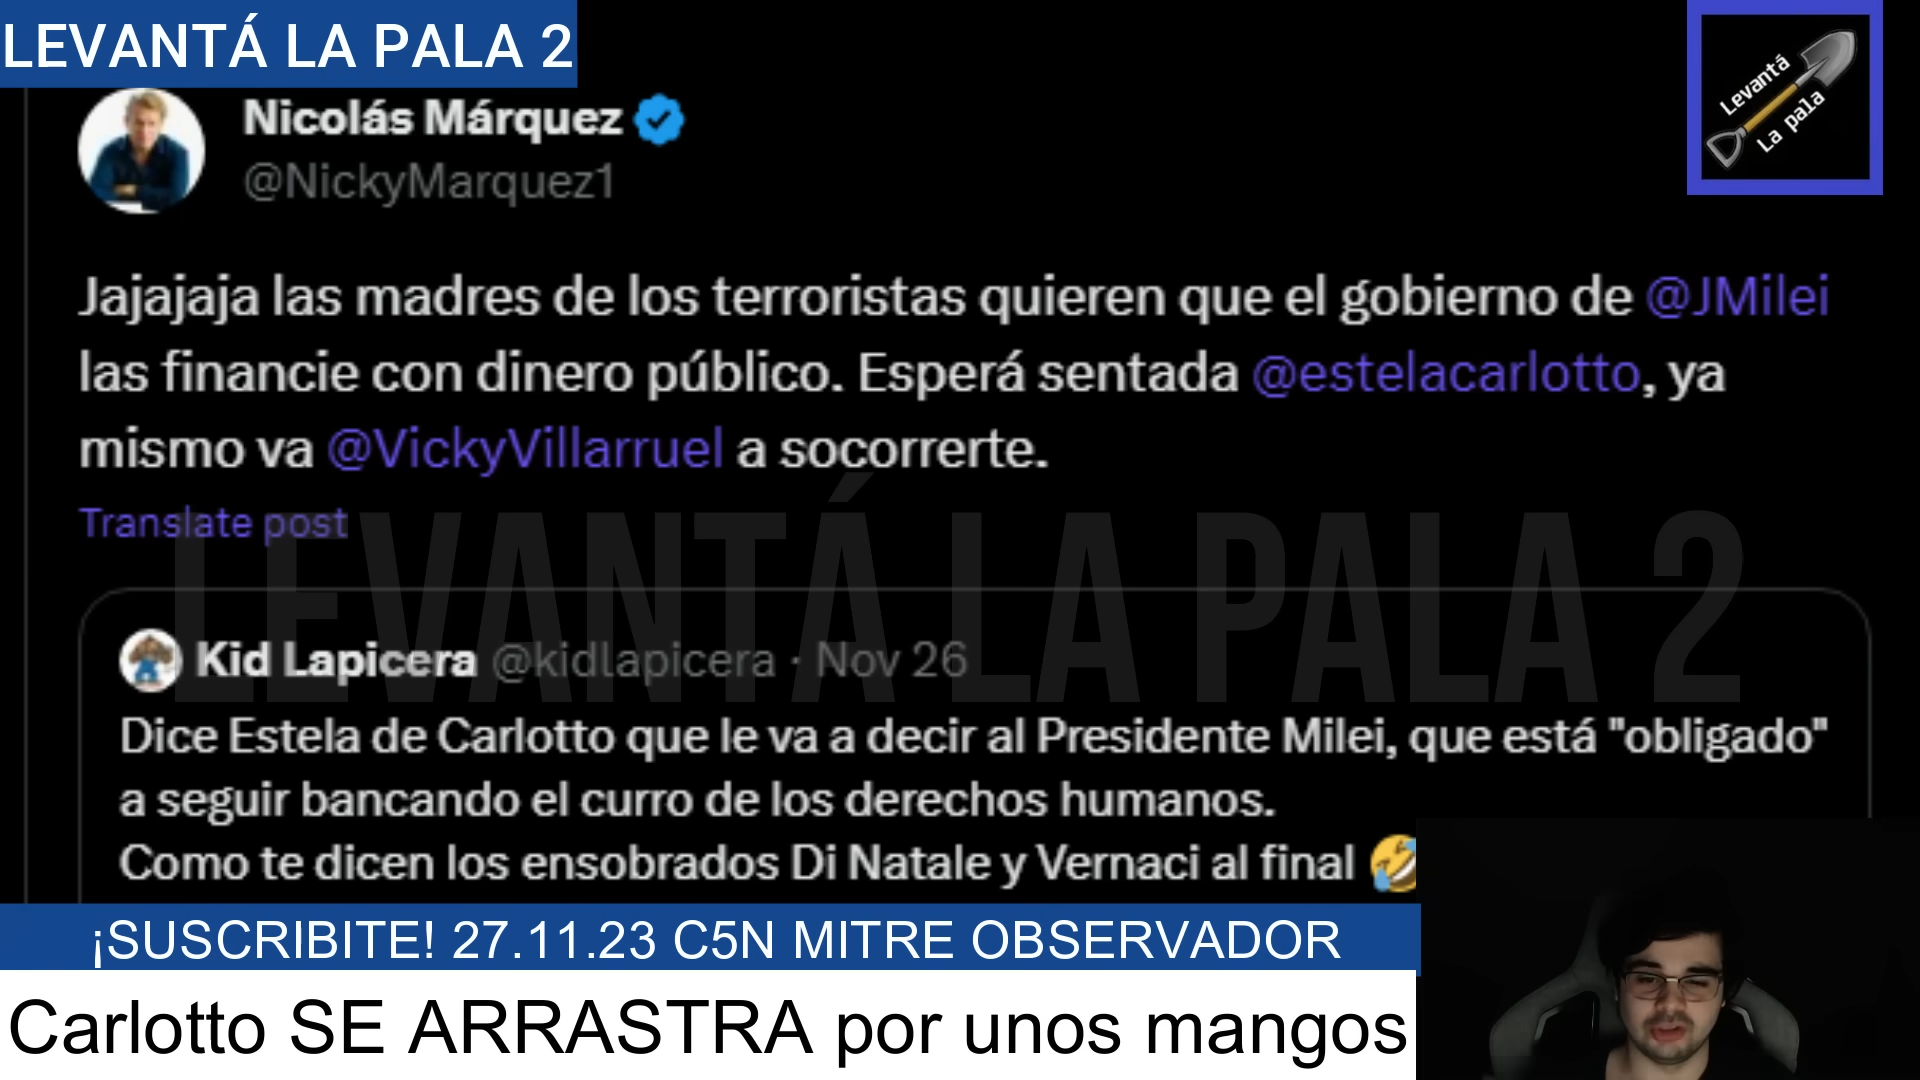 LEVANTÁ LA PALA 2
Levantá
La pala
Nicolás Márquez
@NickyMarquez1
Jajajaja las madres de los terroristas quieren que el gobierno de @JMilei
las financie con dinero público. Esperá sentada @estelacarlotto, ya
mismo va @VickyVillarruel a socorrerte.
Translate post
LEVANTÁ LA PALA 2
Kid Lapicera @kidlapicera · Nov 26
Dice Estela de Carlotto que le va a decir al Presidente Milei, que está "obligado"
a seguir bancando el curro de los derechos humanos.
Como te dicen los ensobrados Di Natale y Vernaci al final 🤣
¡SUSCRIBITE! 27.11.23 C5N MITRE OBSERVADOR
Carlotto SE ARRASTRA por unos mangos